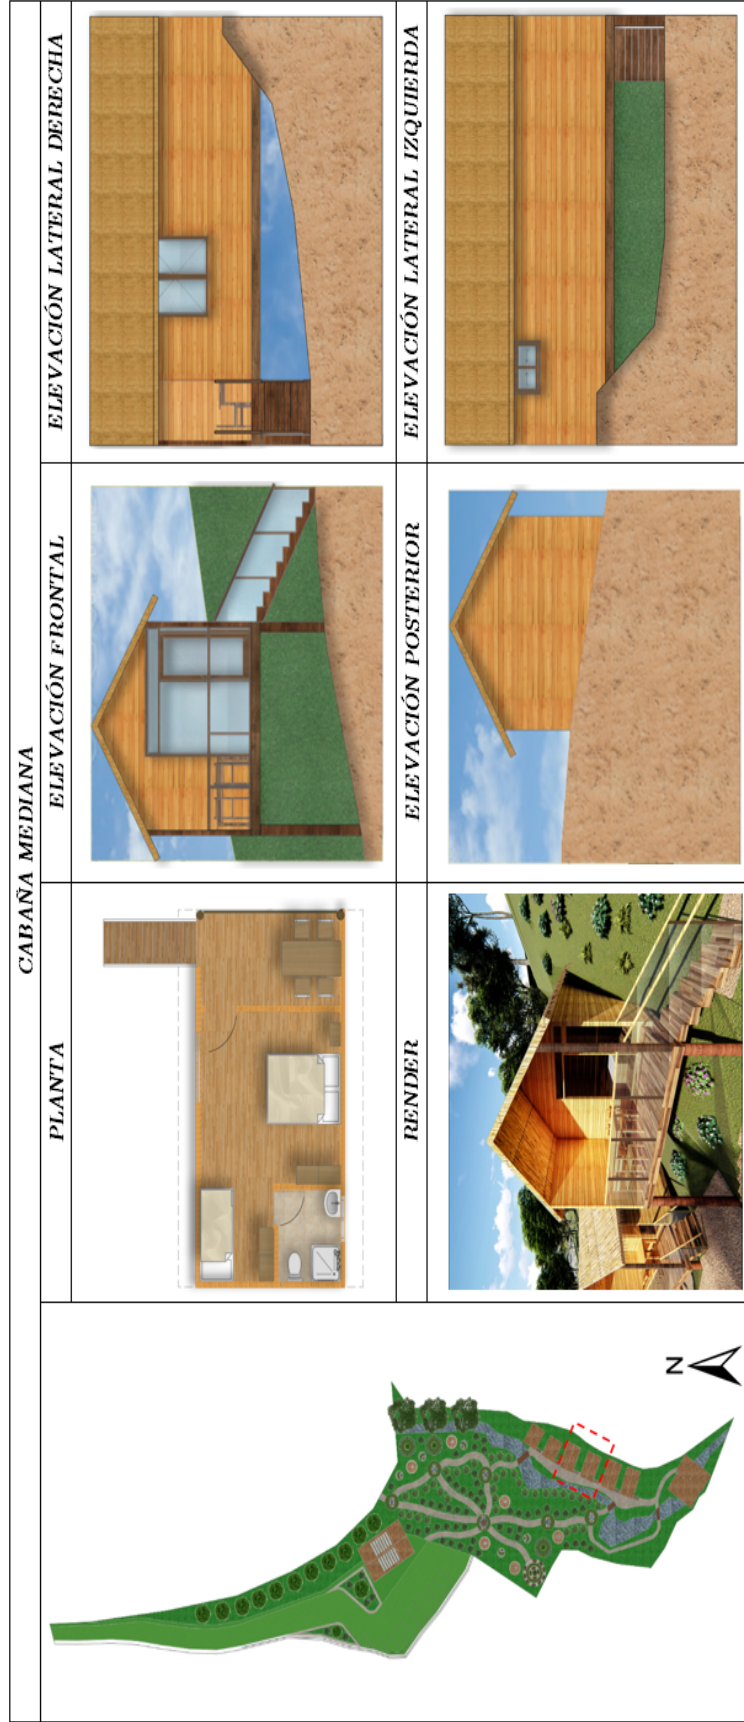 CABAÑA MEDIANA
PLANTA
ELEVACIÓN FRONTAL
ELEVACIÓN LATERAL DERECHA
RENDER
ELEVACIÓN POSTERIOR
ELEVACIÓN LATERAL IZQUIERDA
N